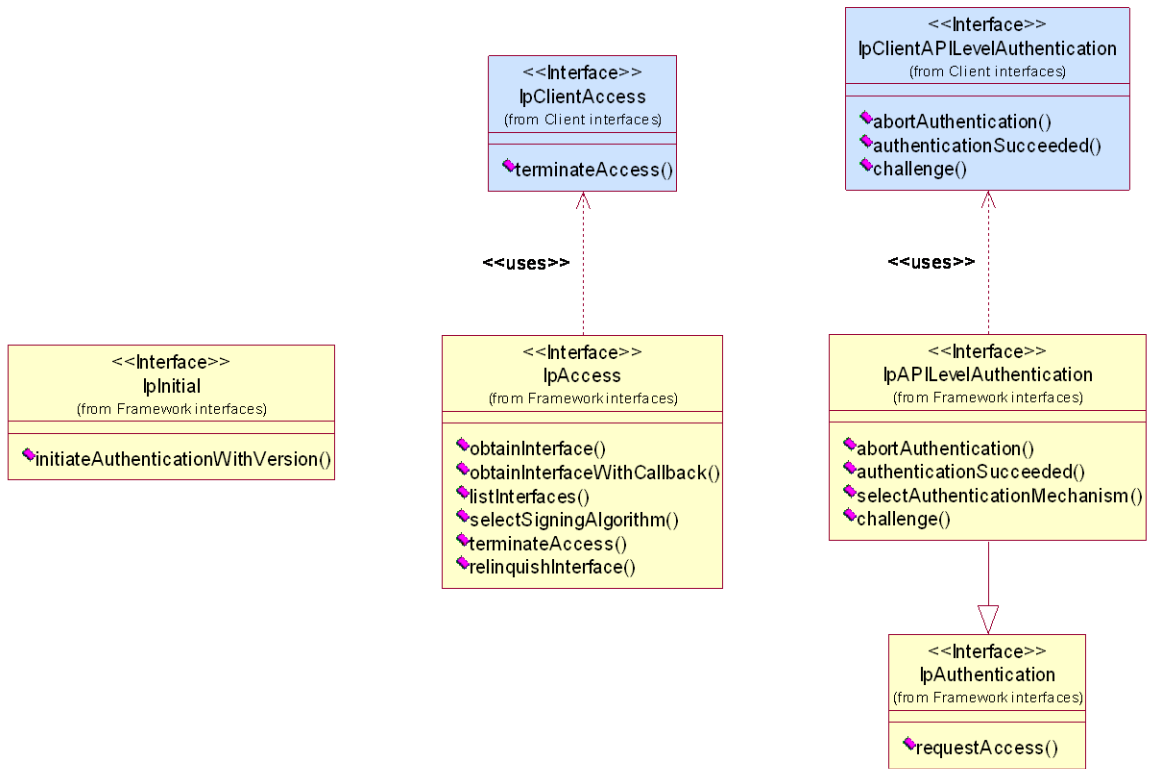 <<Interface>>
IpClientAPILevelAuthentication
(from Client interfaces)
abortAuthentication()
authenticationSucceeded()
challenge()
<<Interface>>
IpClientAccess
(from Client interfaces)
terminateAccess()
<<uses>>
<<uses>>
<<Interface>>
IpInitial
(from Framework interfaces)
initiateAuthenticationWithVersion()
<<Interface>>
IpAccess
(from Framework interfaces)
obtainInterface()
obtainInterfaceWithCallback()
listInterfaces()
selectSigningAlgorithm()
terminateAccess()
relinquishInterface()
<<Interface>>
IpAPILevelAuthentication
(from Framework interfaces)
abortAuthentication()
authenticationSucceeded()
selectAuthenticationMechanism()
challenge()
<<Interface>>
IpAuthentication
(from Framework interfaces)
requestAccess()